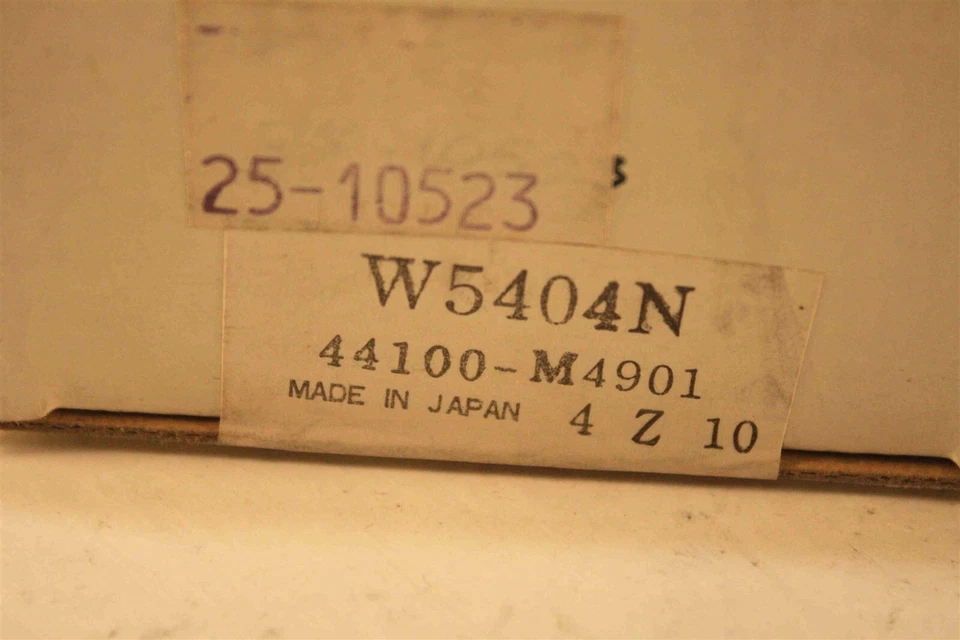 25-10523
W5404N
44100-M4901
MADE IN JAPAN 4 Z 10